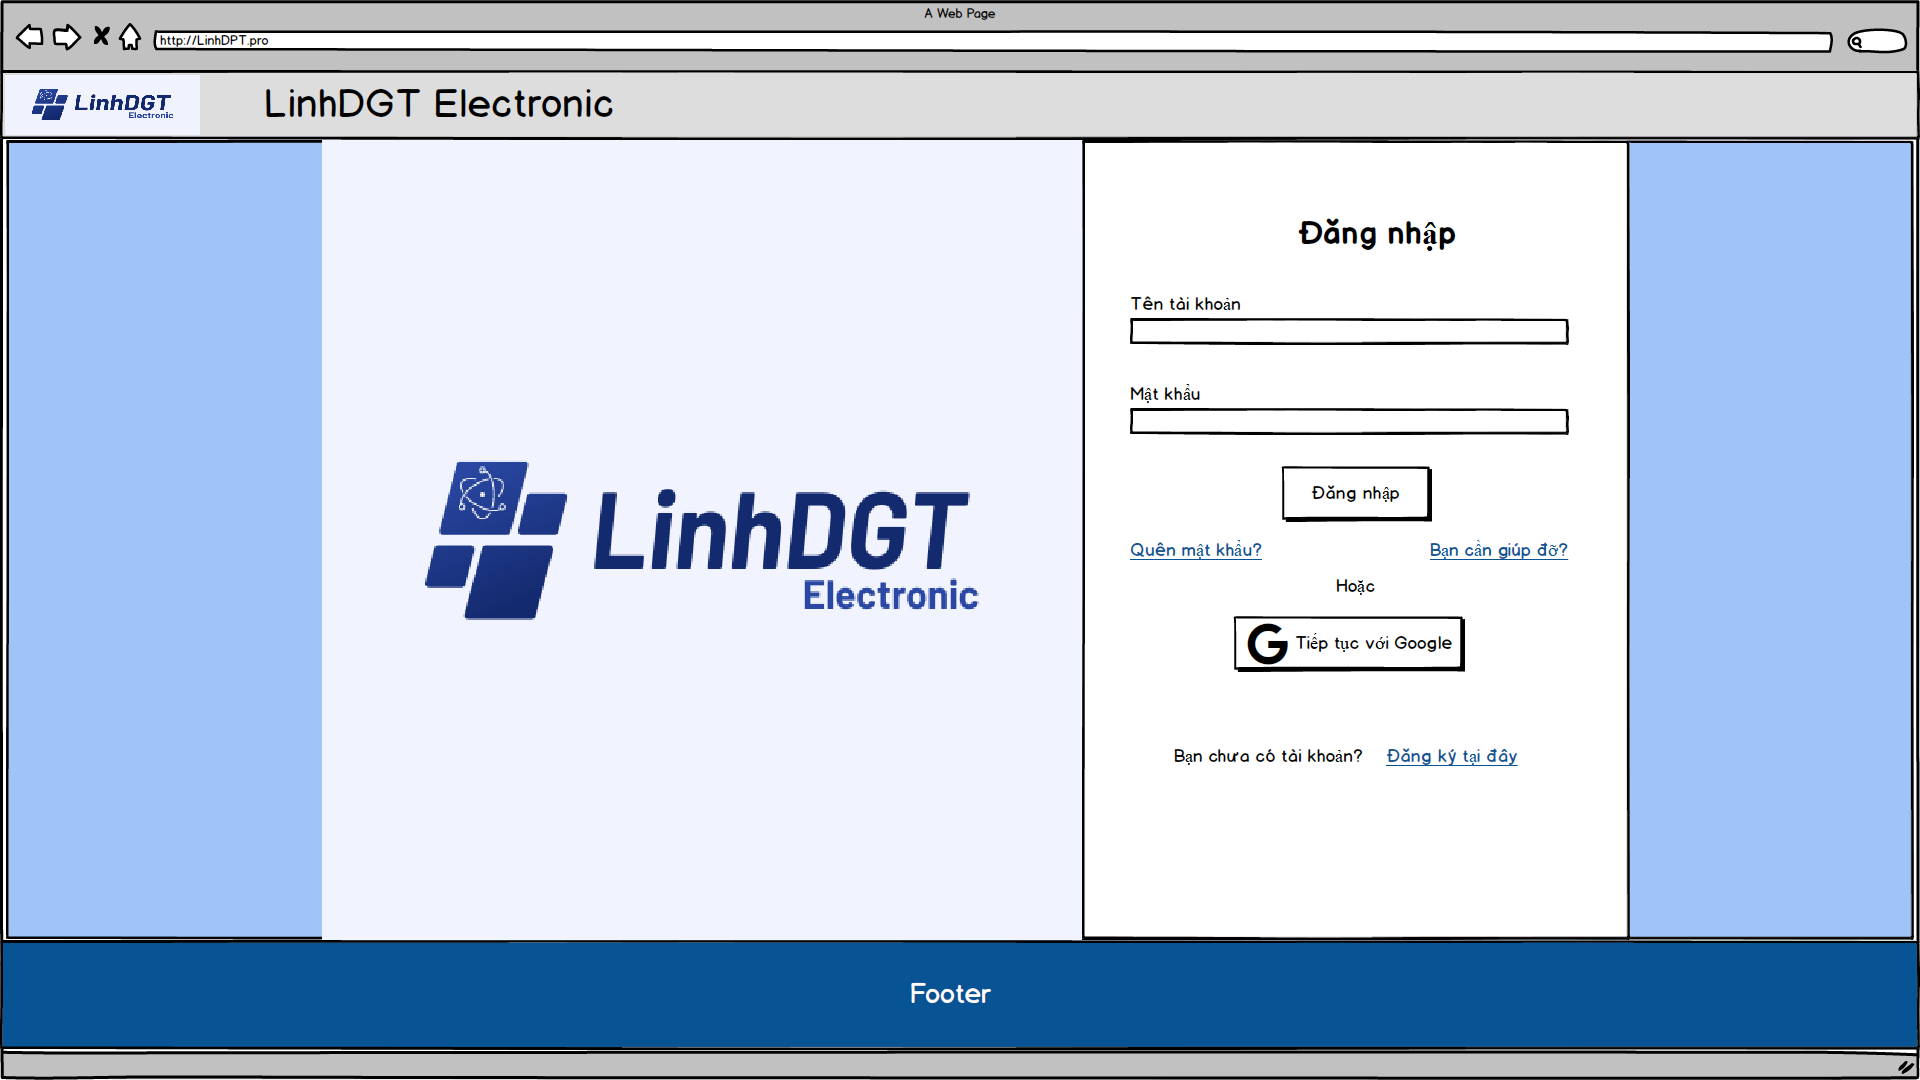 A Web Page
http://LinhDPT.pro
LinhDGT
Electronic
LinhDGT Electronic
LinhDGT
Electronic
Đăng nhập
Tên tài khoản
Mật khẩu
Đăng nhập
Quên mật khẩu? Bạn cần giúp đỡ?
Hoặc
G Tiếp tục với Google
Bạn chưa có tài khoản? Đăng ký tại đây
Footer